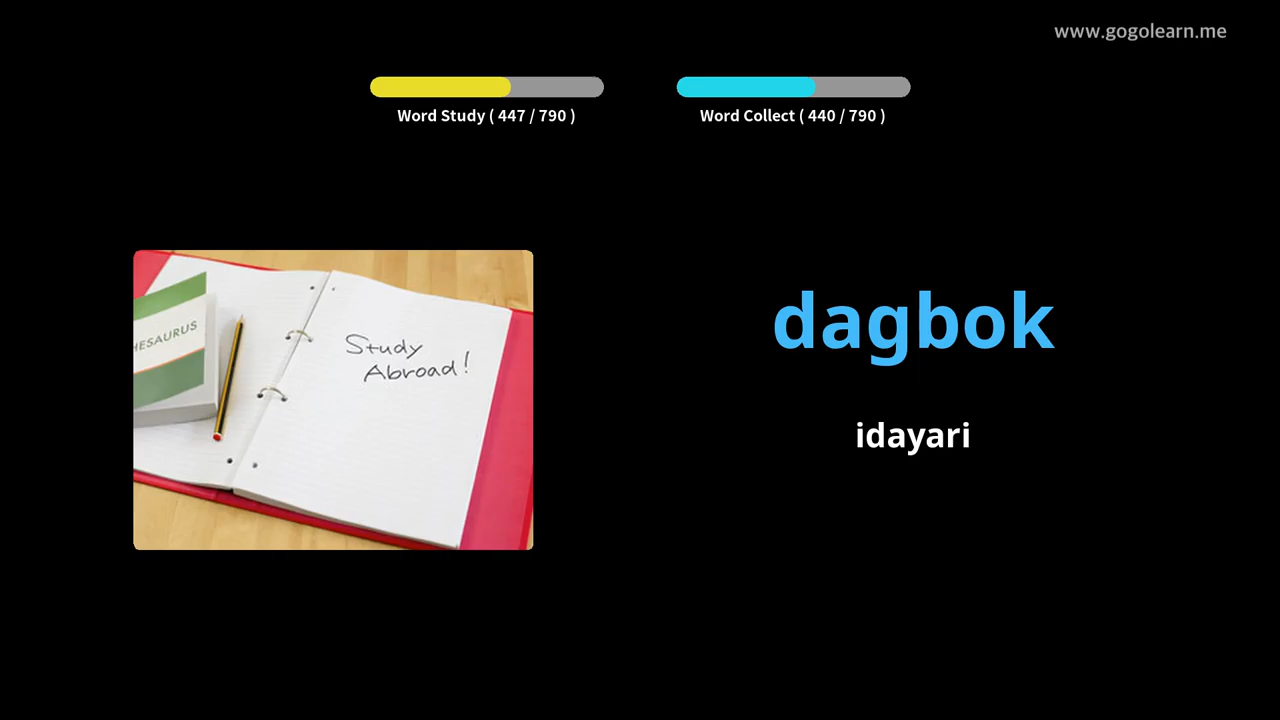 www.gogolearn.me
Word Study ( 447 / 790 )
Word Collect ( 440 / 790 )
HESAURUS
Study
Abroad!
dagbok
idayari